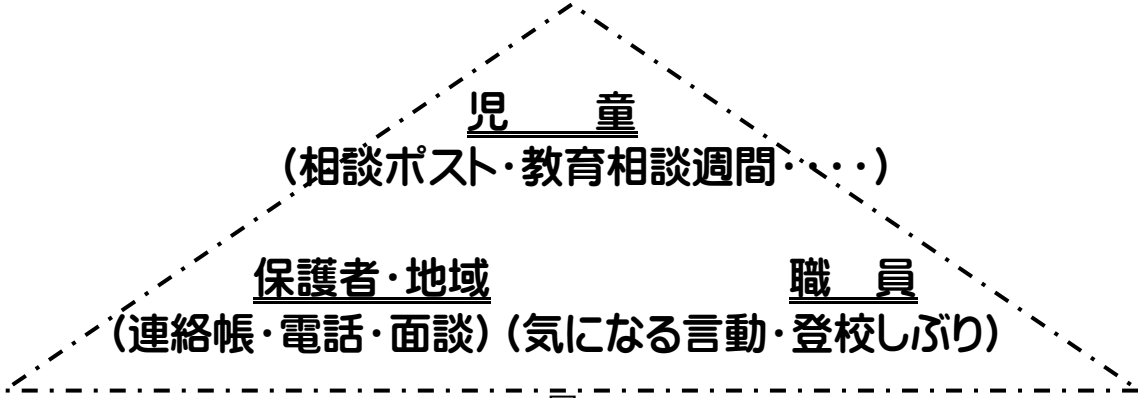 児　　童
（相談ポスト・教育相談週間・・・・）
保護者・地域　職　員
（連絡帳・電話・面談）（気になる言動・登校しぶり）